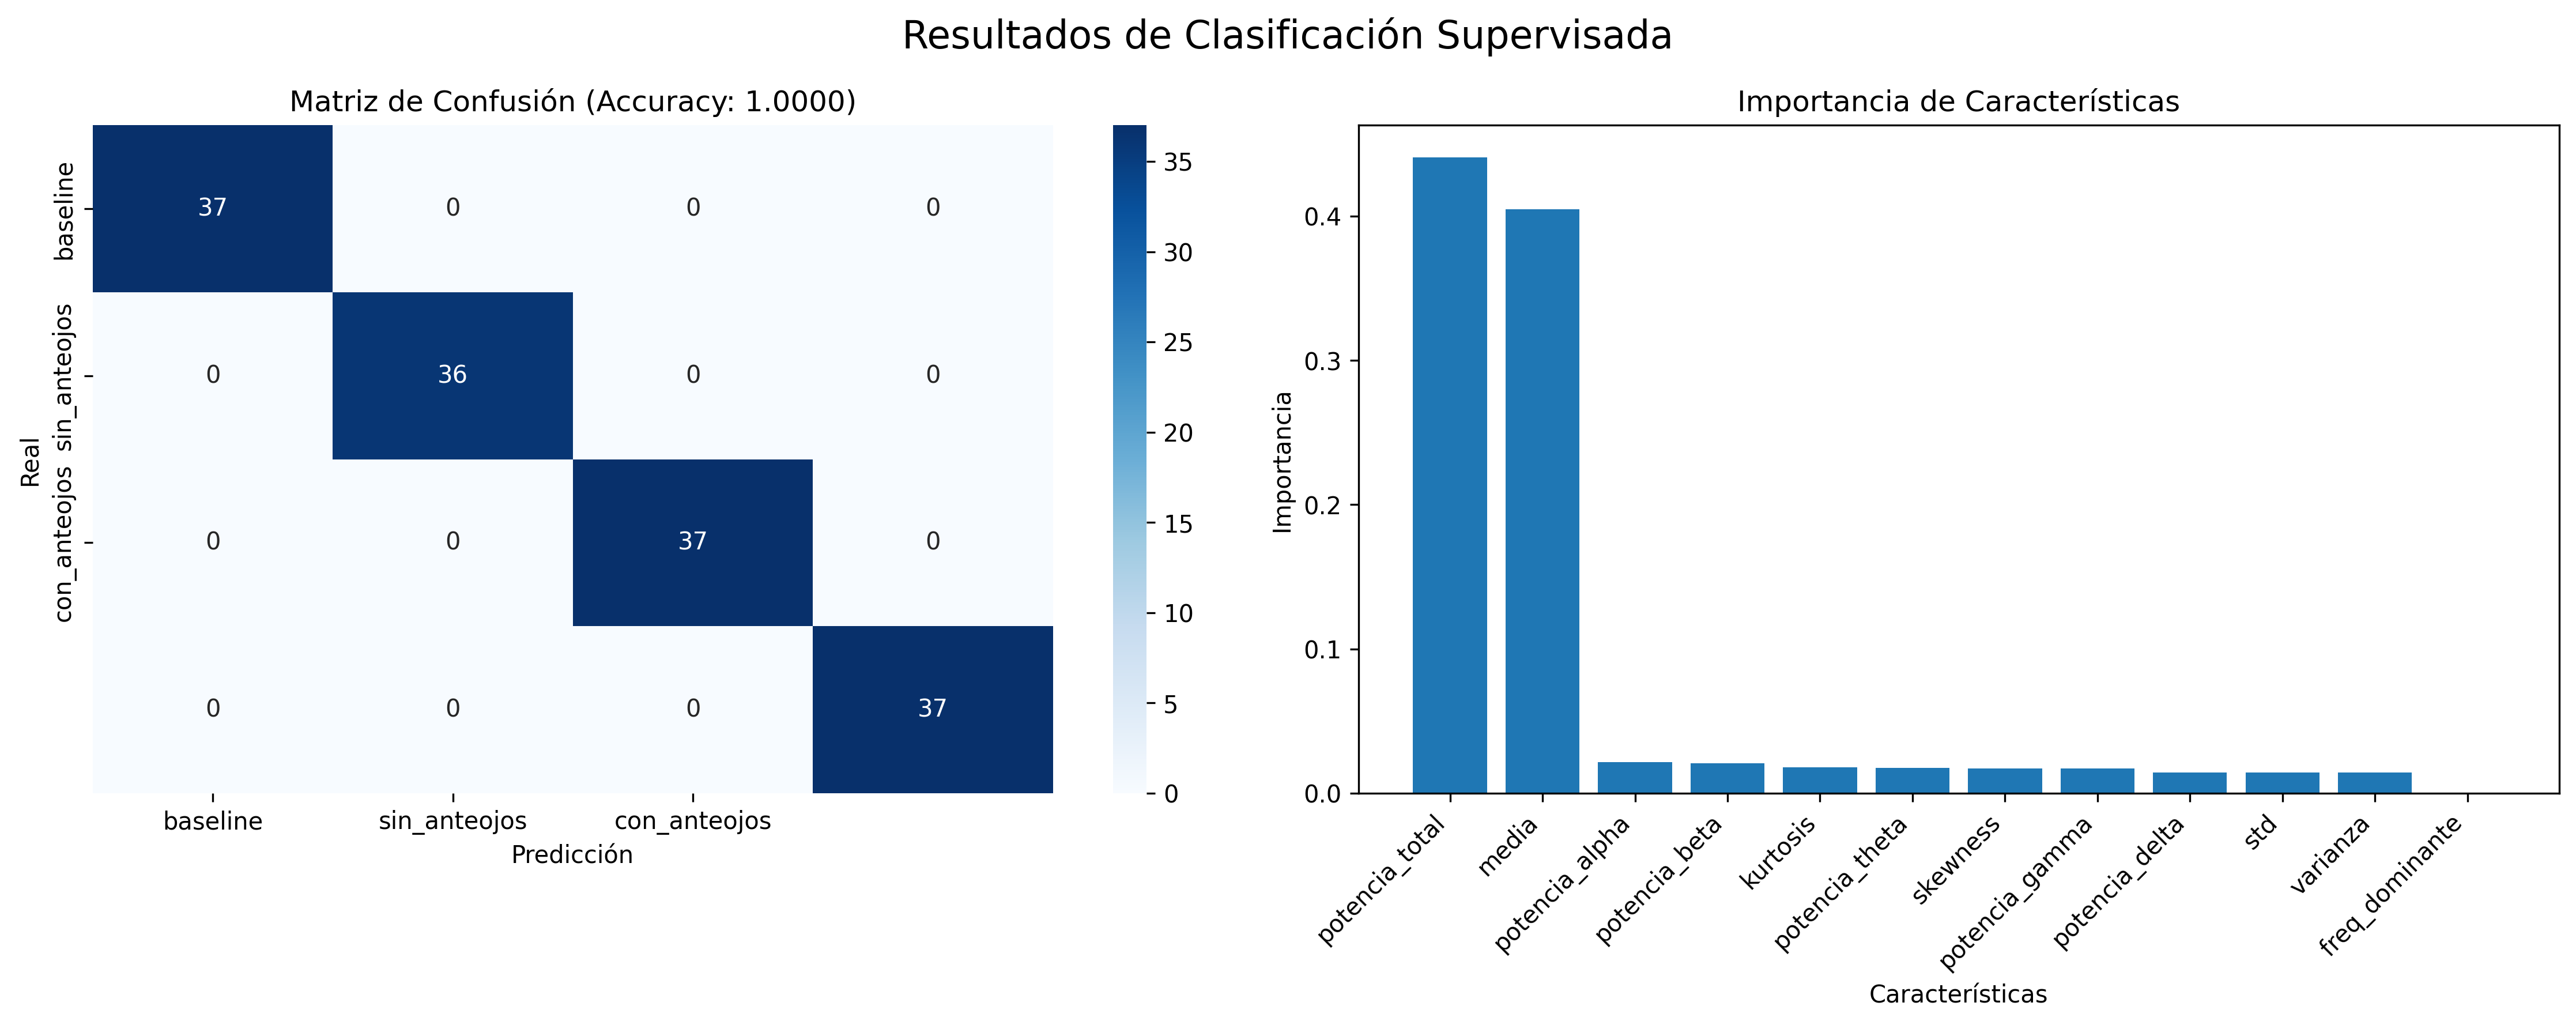 Resultados de Clasificación Supervisada
Matriz de Confusión (Accuracy: 1.0000)
Real
baseline
sin_anteojos
con_anteojos
37 0 0 0
0 36 0 0
0 0 37 0
0 0 0 37
baseline sin_anteojos con_anteojos
Predicción
35
30
25
20
15
10
5
0
Importancia de Características
Importancia
0.4
0.3
0.2
0.1
0.0
potencia_total
media
potencia_alpha
potencia_beta
kurtosis
potencia_theta
skewness
potencia_gamma
potencia_delta
std
varianza
freq_dominante
Características